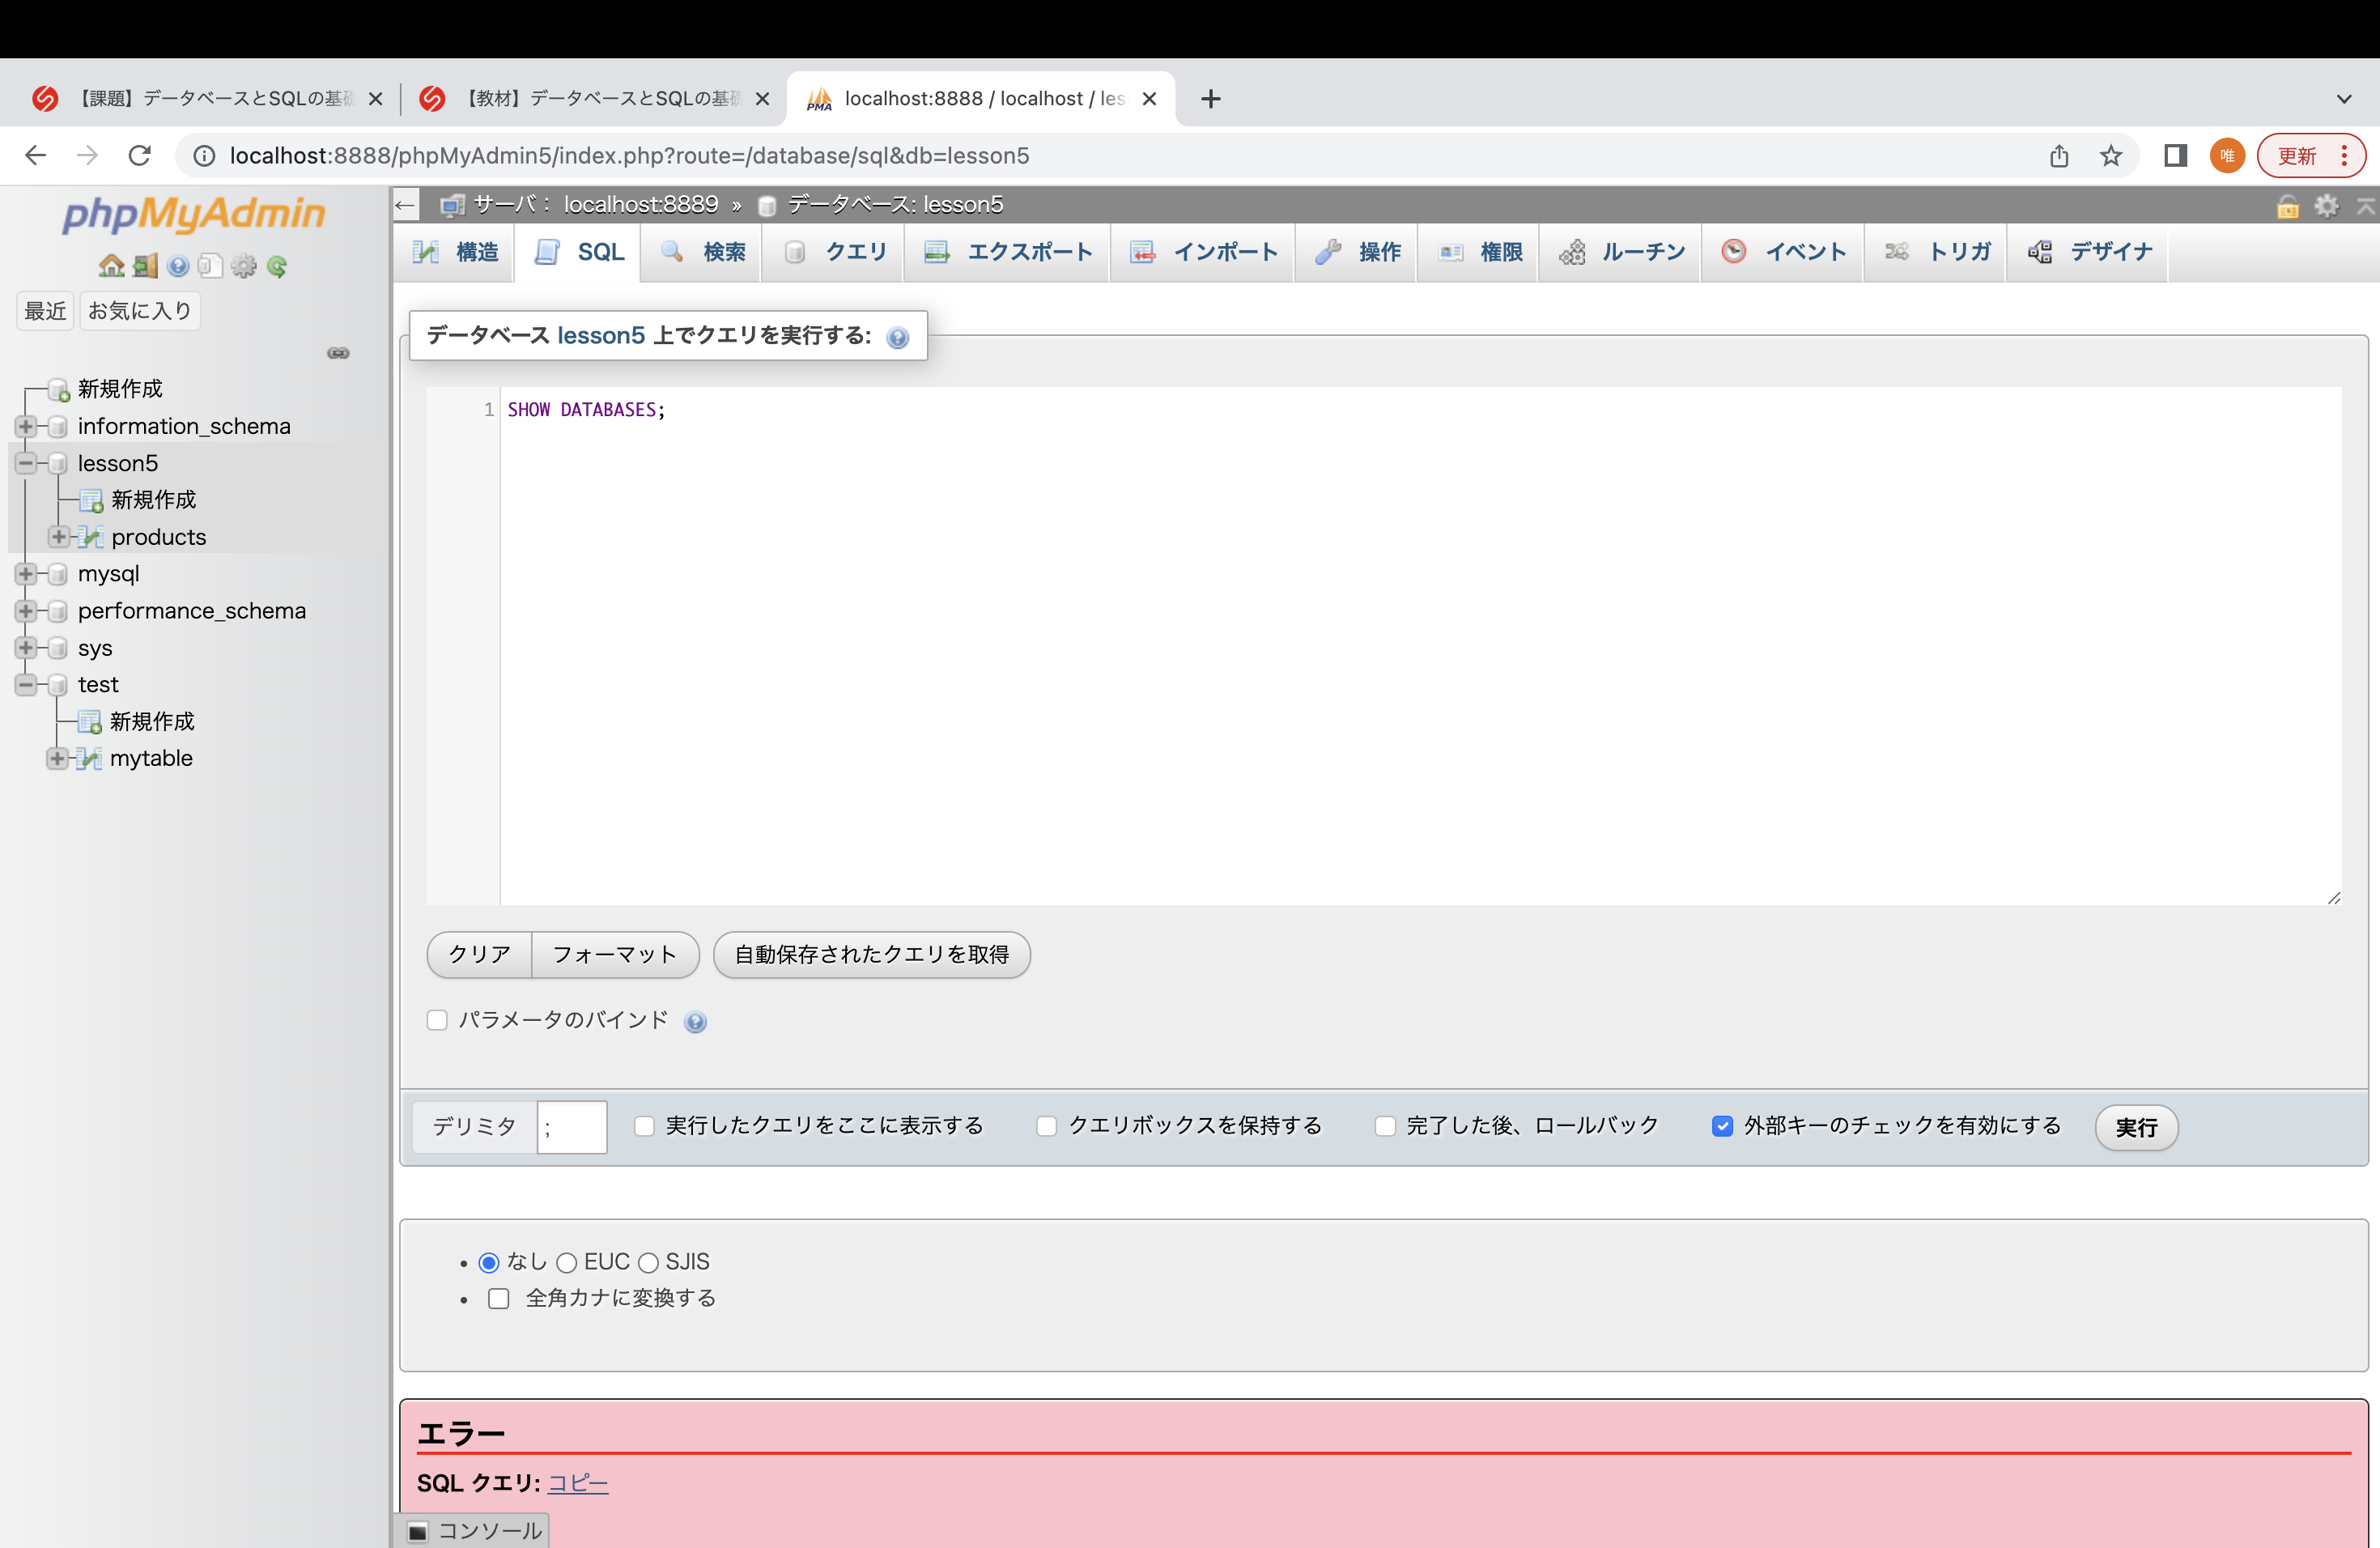 【課題】データベースとSQLの基礎
【教材】データベースとSQLの基礎
localhost:8888 / localhost / les
localhost:8888/phpMyAdmin5/index.php?route=/database/sql&db=lesson5
唯
更新
phpMyAdmin
最近
お気に入り
新規作成
information_schema
lesson5
新規作成
products
mysql
performance_schema
sys
test
新規作成
mytable
サーバ: localhost:8889 » データベース: lesson5
構造
SQL
検索
クエリ
エクスポート
インポート
操作
権限
ルーチン
イベント
トリガ
デザイナ
データベース lesson5 上でクエリを実行する:
1 SHOW DATABASES;
クリア
フォーマット
自動保存されたクエリを取得
パラメータのバインド
デリミタ ;
実行したクエリをここに表示する
クエリボックスを保持する
完了した後、ロールバック
外部キーのチェックを有効にする
実行
なし EUC SJIS
全角カナに変換する
エラー
SQL クエリ: コピー
コンソール